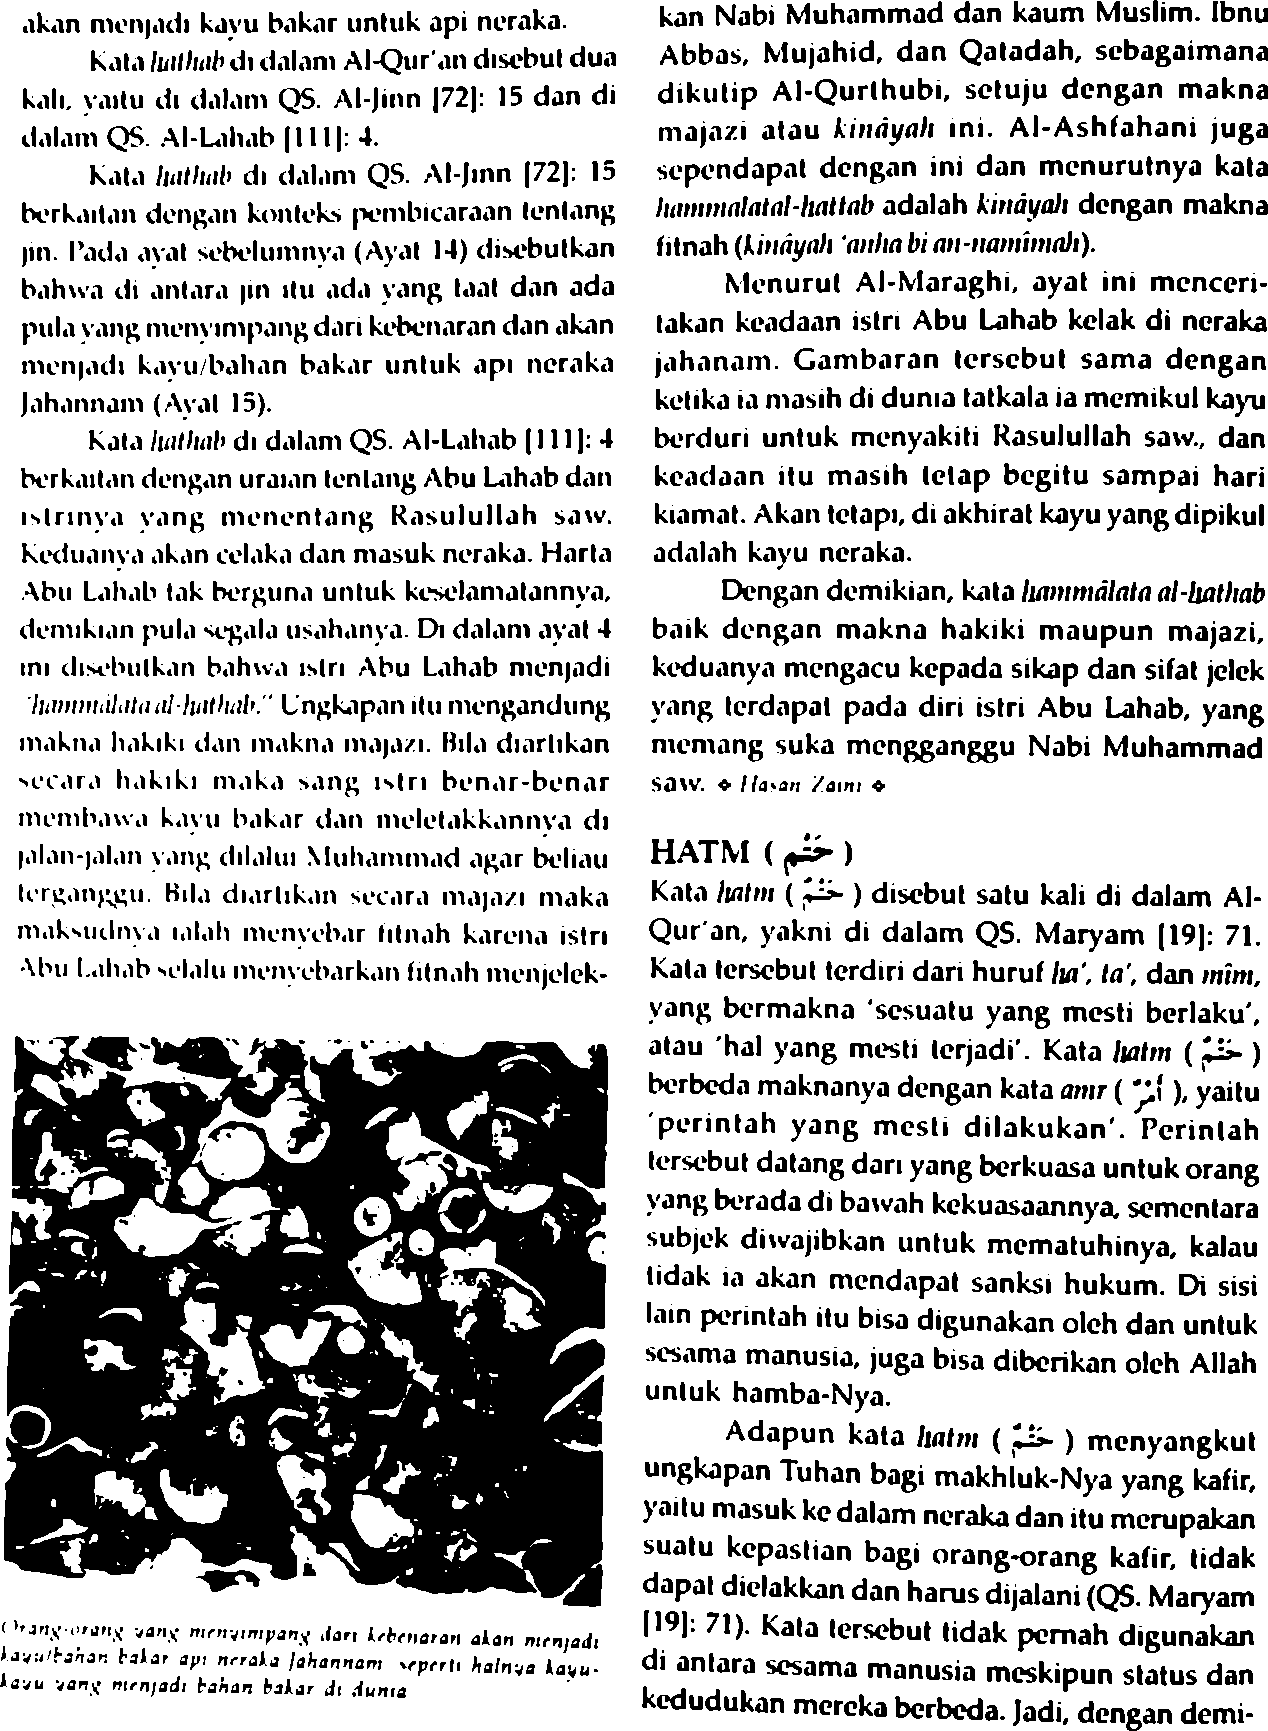 akan menjadi kayu bakar untuk api neraka.
Kata hathab di dalam Al-Qur'an disebut dua
kali, yaitu di dalam QS. Al-Jinn [72]: 15 dan di
dalam QS. Al-Lahab [111]: 4.
Kata hathab di dalam QS. Al-Jinn [72]: 15
berkaitan dengan konteks pembicaraan tentang
jin. Pada ayat sebelumnya (Ayat 14) disebutkan
bahwa di antara jin itu ada yang taat dan ada
pula yang menyimpang dari kebenaran dan akan
menjadi kayu/bahan bakar untuk api neraka
Jahannam (Ayat 15).
Kata hathab di dalam QS. Al-Lahab [111]: 4
berkaitan dengan uraian tentang Abu Lahab dan
istrinya yang menentang Rasulullah saw.
Keduanya akan celaka dan masuk neraka. Harta
Abu Lahab tak berguna untuk keselamatannya,
demikian pula segala usahanya. Di dalam ayat 4
ini disebutkan bahwa istri Abu Lahab menjadi
"hammâlata al-hathab." Ungkapan itu mengandung
makna hakiki dan makna majazi. Bila diartikan
secara hakiki maka sang istri benar-benar
membawa kayu bakar dan meletakkannya di
jalan-jalan yang dilalui Muhammad agar beliau
terganggu. Bila diartikan secara majazi maka
maksudnya ialah menyebar fitnah karena istri
Abu Lahab selalu menyebarkan fitnah menjelek-
Orang-orang yang menyimpang dari kebenaran akan menjadi
kayu/bahan bakar api neraka Jahannam seperti halnya kayu-
kayu yang menjadi bahan bakar di dunia
kan Nabi Muhammad dan kaum Muslim. Ibnu
Abbas, Mujahid, dan Qatadah, sebagaimana
dikutip Al-Qurthubi, setuju dengan makna
majazi atau kinâyah ini. Al-Ashfahani juga
sependapat dengan ini dan menurutnya kata
hammalatal-hattab adalah kinâyah dengan makna
fitnah (kinâyah 'anha bi an-namîmah).
Menurut Al-Maraghi, ayat ini menceri-
takan keadaan istri Abu Lahab kelak di neraka
jahanam. Gambaran tersebut sama dengan
ketika ia masih di dunia tatkala ia memikul kayu
berduri untuk menyakiti Rasulullah saw., dan
keadaan itu masih tetap begitu sampai hari
kiamat. Akan tetapi, di akhirat kayu yang dipikul
adalah kayu neraka.
Dengan demikian, kata hammâlata al-hathab
baik dengan makna hakiki maupun majazi,
keduanya mengacu kepada sikap dan sifat jelek
yang terdapat pada diri istri Abu Lahab, yang
memang suka mengganggu Nabi Muhammad
saw. ❖ Hasan Zaini ❖
HATM ( حَتْم )
Kata hatm ( حَتْم ) disebut satu kali di dalam Al-
Qur'an, yakni di dalam QS. Maryam [19]: 71.
Kata tersebut terdiri dari huruf ha', ta', dan mîm,
yang bermakna 'sesuatu yang mesti berlaku',
atau 'hal yang mesti terjadi'. Kata hatm ( حَتْم )
berbeda maknanya dengan kata amr ( أَمْر ), yaitu
'perintah yang mesti dilakukan'. Perintah
tersebut datang dari yang berkuasa untuk orang
yang berada di bawah kekuasaannya, sementara
subjek diwajibkan untuk mematuhinya, kalau
tidak ia akan mendapat sanksi hukum. Di sisi
lain perintah itu bisa digunakan oleh dan untuk
sesama manusia, juga bisa diberikan oleh Allah
untuk hamba-Nya.
Adapun kata hatm ( حَتْم ) menyangkut
ungkapan Tuhan bagi makhluk-Nya yang kafir,
yaitu masuk ke dalam neraka dan itu merupakan
suatu kepastian bagi orang-orang kafir, tidak
dapat dielakkan dan harus dijalani (QS. Maryam
[19]: 71). Kata tersebut tidak pernah digunakan
di antara sesama manusia meskipun status dan
kedudukan mereka berbeda. Jadi, dengan demi-